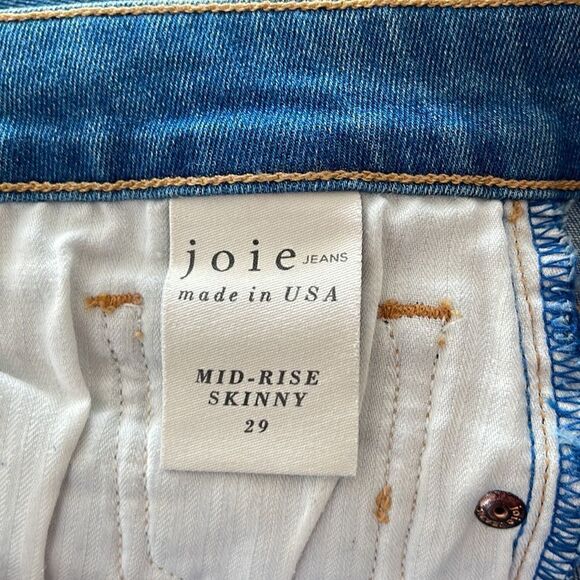 joie JEANS
made in USA
MID-RISE
SKINNY
29